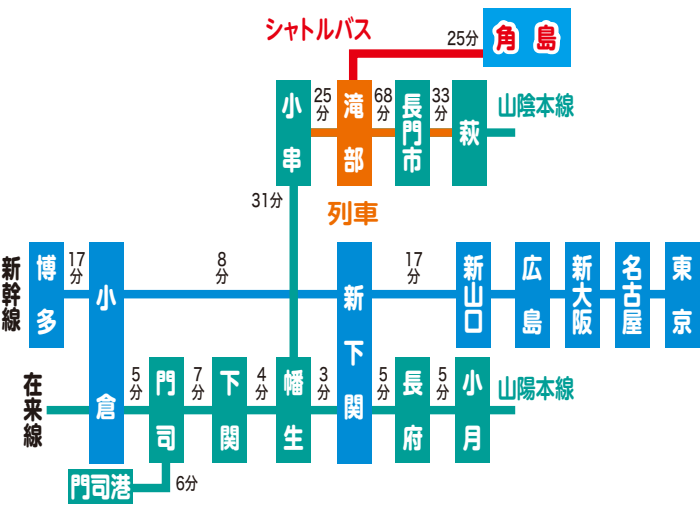 シャトルバス
25分
角島
小串
25分
滝部
68分
長門市
33分
萩
山陰本線
31分
列車
新幹線
博多
17分
小倉
8分
新下関
17分
新山口
広島
新大阪
名古屋
東京
在来線
5分
門司
7分
下関
4分
幡生
3分
5分
長府
5分
小月
山陽本線
門司港
6分